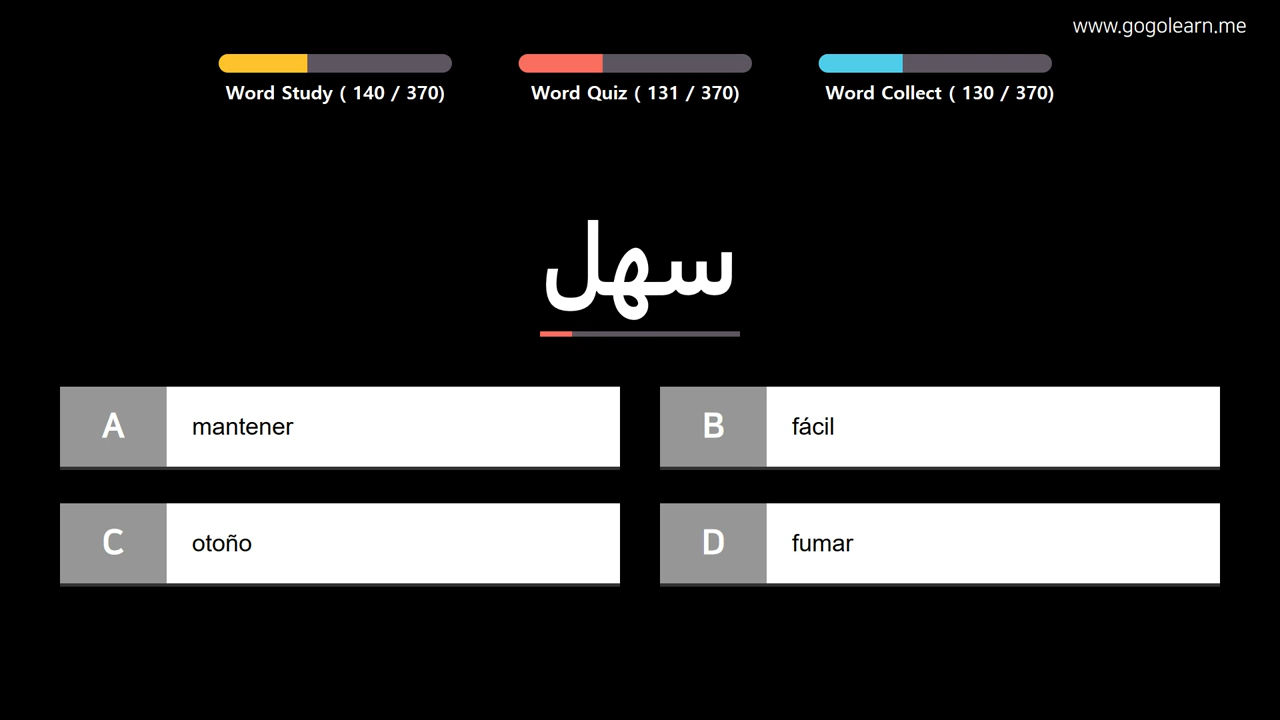 www.gogolearn.me
Word Study ( 140 / 370)
Word Quiz ( 131 / 370)
Word Collect ( 130 / 370)
سهل
A mantener
B fácil
C otoño
D fumar